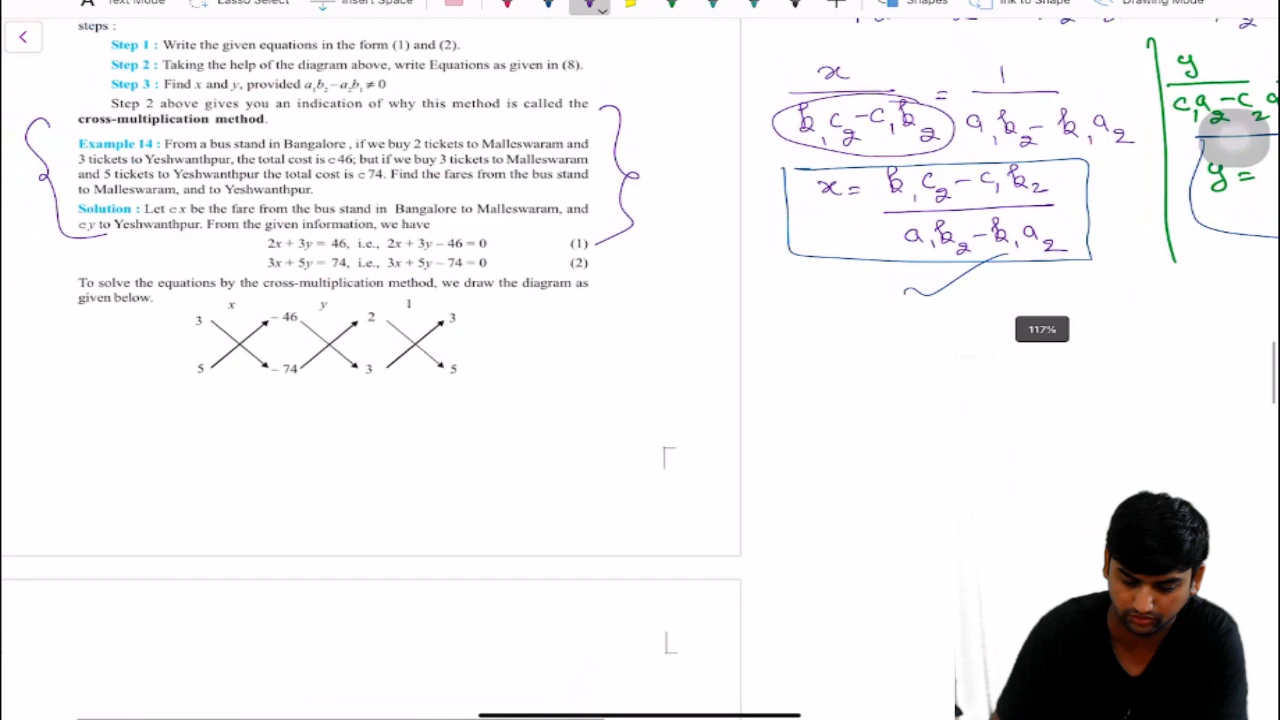 Text Mode Lasso Select Insert Space Shapes Ink to Shape Drawing Mode
steps :
Step 1 : Write the given equations in the form (1) and (2).
Step 2 : Taking the help of the diagram above, write Equations as given in (8).
Step 3 : Find x and y, provided a₁b₂ – a₂b₁ ≠ 0
Step 2 above gives you an indication of why this method is called the
cross-multiplication method.
Example 14 : From a bus stand in Bangalore , if we buy 2 tickets to Malleswaram and
3 tickets to Yeshwanthpur, the total cost is c 46; but if we buy 3 tickets to Malleswaram
and 5 tickets to Yeshwanthpur the total cost is c 74. Find the fares from the bus stand
to Malleswaram, and to Yeshwanthpur.
Solution : Let c x be the fare from the bus stand in Bangalore to Malleswaram, and
c y to Yeshwanthpur. From the given information, we have
2x + 3y = 46, i.e., 2x + 3y – 46 = 0 (1)
3x + 5y = 74, i.e., 3x + 5y – 74 = 0 (2)
To solve the equations by the cross-multiplication method, we draw the diagram as
given below.
x y 1
3 – 46 2 3
5 – 74 3 5
x 1
=
b₁c₂ – c₁b₂ a₁b₂ – b₁a₂
x = b₁c₂ – c₁b₂
a₁b₂ – b₁a₂
y
c₁a₂ – c₂a
y =
117%